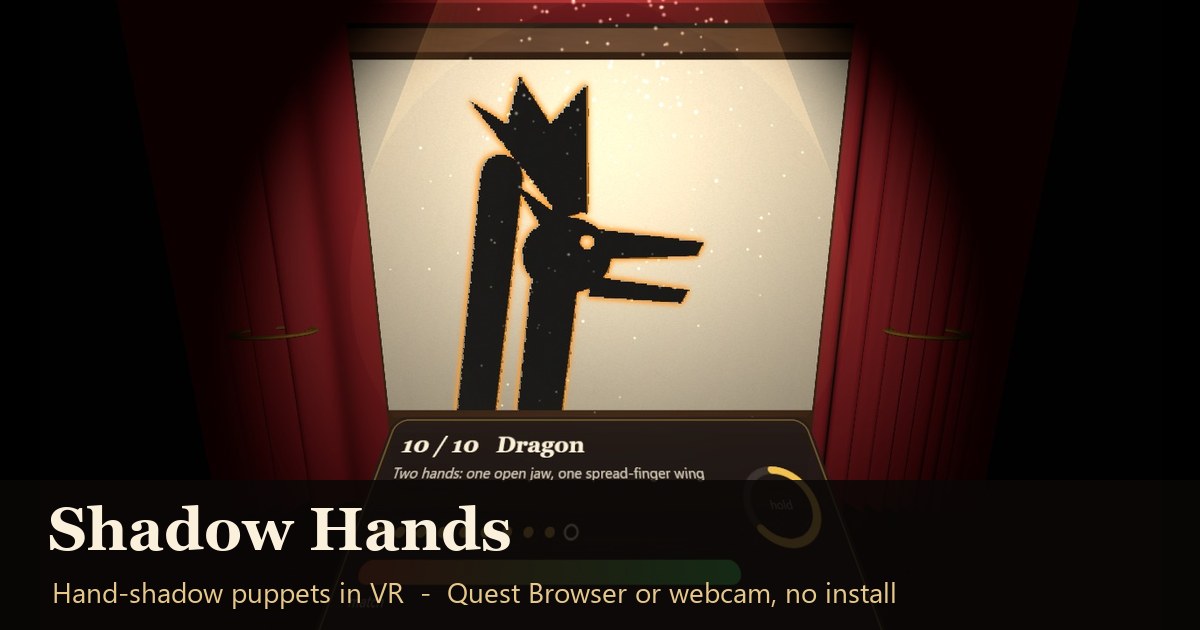 10 / 10 Dragon
Two hands: one open jaw, one spread-finger wing
hold
Shadow Hands
Hand-shadow puppets in VR - Quest Browser or webcam, no install